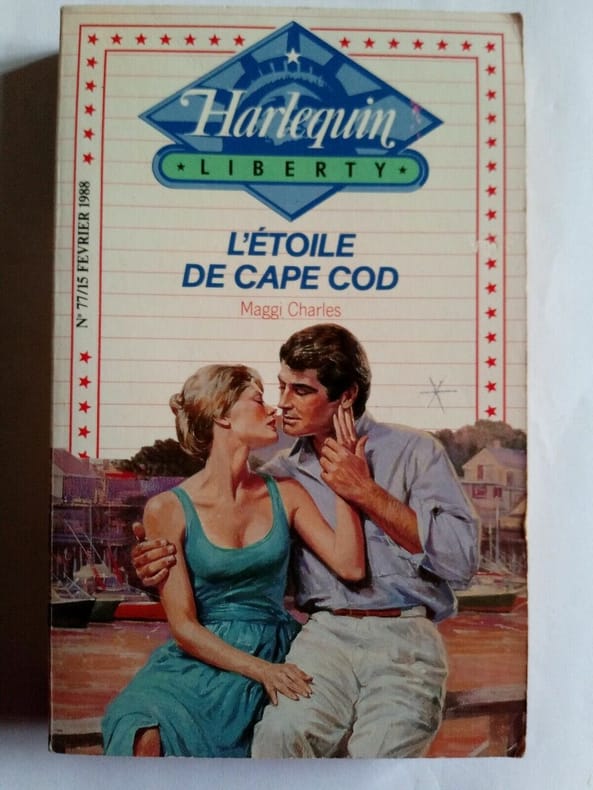 Harlequin
LIBERTY
N° 77/15 FEVRIER 1988
L'ÉTOILE
DE CAPE COD
Maggi Charles